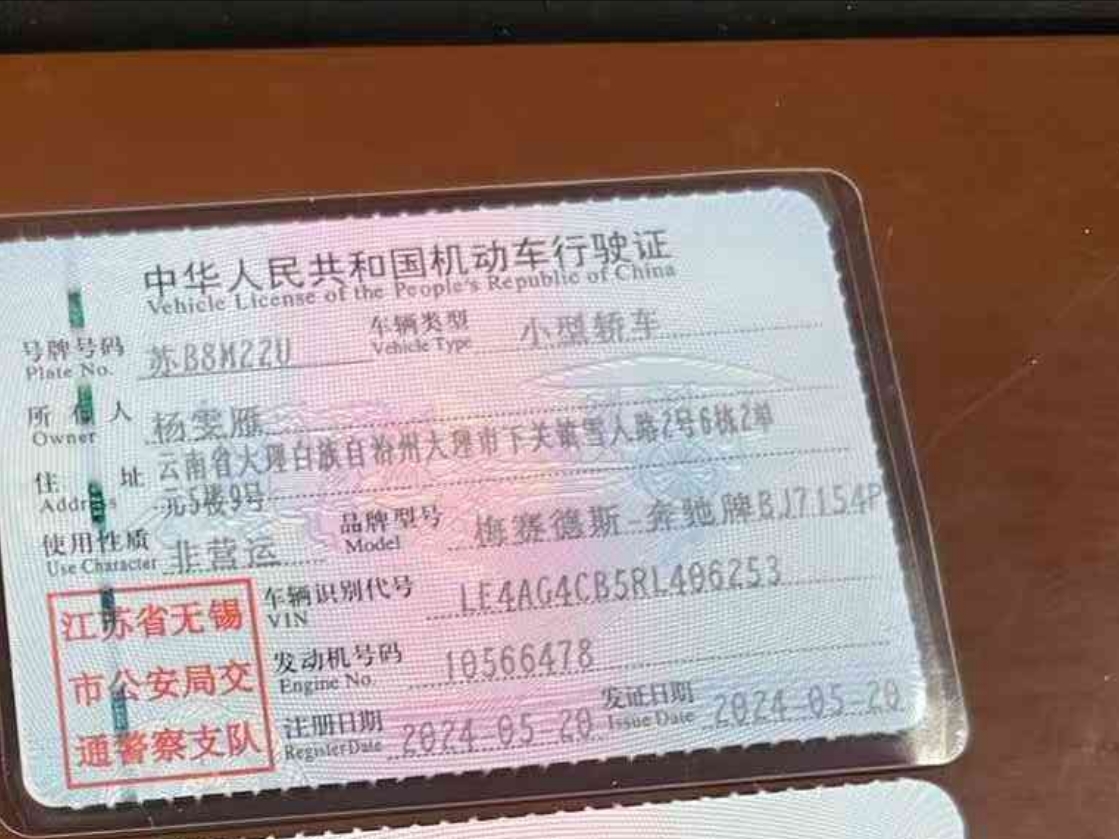 中华人民共和国机动车行驶证
Vehicle License of the People's Republic of China
号牌号码 苏B8M22U 车辆类型 小型轿车
Plate No. Vehicle Type
所有人 杨雯雁
Owner
住址 云南省大理白族自治州大理市下关镇雪人路2号6栋2单
Address 元5楼9号
使用性质 非营运 品牌型号 梅赛德斯-奔驰牌BJ7154P
Use Character Model
车辆识别代号 LE4AG4CB5RL406253
VIN
发动机号码 10566478
Engine No.
注册日期 2024-05-20 发证日期 2024-05-20
Register Date Issue Date
江苏省无锡
市公安局交
通警察支队